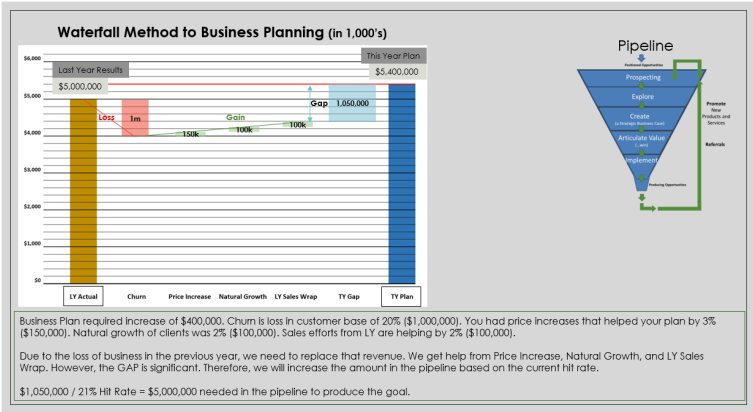 Waterfall Method to Business Planning (in 1,000's)
Pipeline
Positioned Opportunities
Prospecting
Explore
Create
(a Strategic Business Case)
Articulate Value
Implement
Producing Opportunities
Promote
New
Products and
Services
Referrals
$6,000
$5,000
$4,000
$3,000
$2,000
$1,000
$0
Last Year Results
$5,000,000
This Year Plan
$5,400,000
Loss
1m
Gain
150k
100k
100k
Gap
1,050,000
LY Actual
Churn
Price Increase
Natural Growth
LY Sales Wrap
TY Gap
TY Plan
Business Plan required increase of $400,000. Churn is loss in customer base of 20% ($1,000,000). You had price increases that helped your plan by 3%
($150,000). Natural growth of clients was 2% ($100,000). Sales efforts from LY are helping by 2% ($100,000).
Due to the loss of business in the previous year, we need to replace that revenue. We get help from Price Increase, Natural Growth, and LY Sales
Wrap. However, the GAP is significant. Therefore, we will increase the amount in the pipeline based on the current hit rate.
$1,050,000 / 21% Hit Rate = $5,000,000 needed in the pipeline to produce the goal.